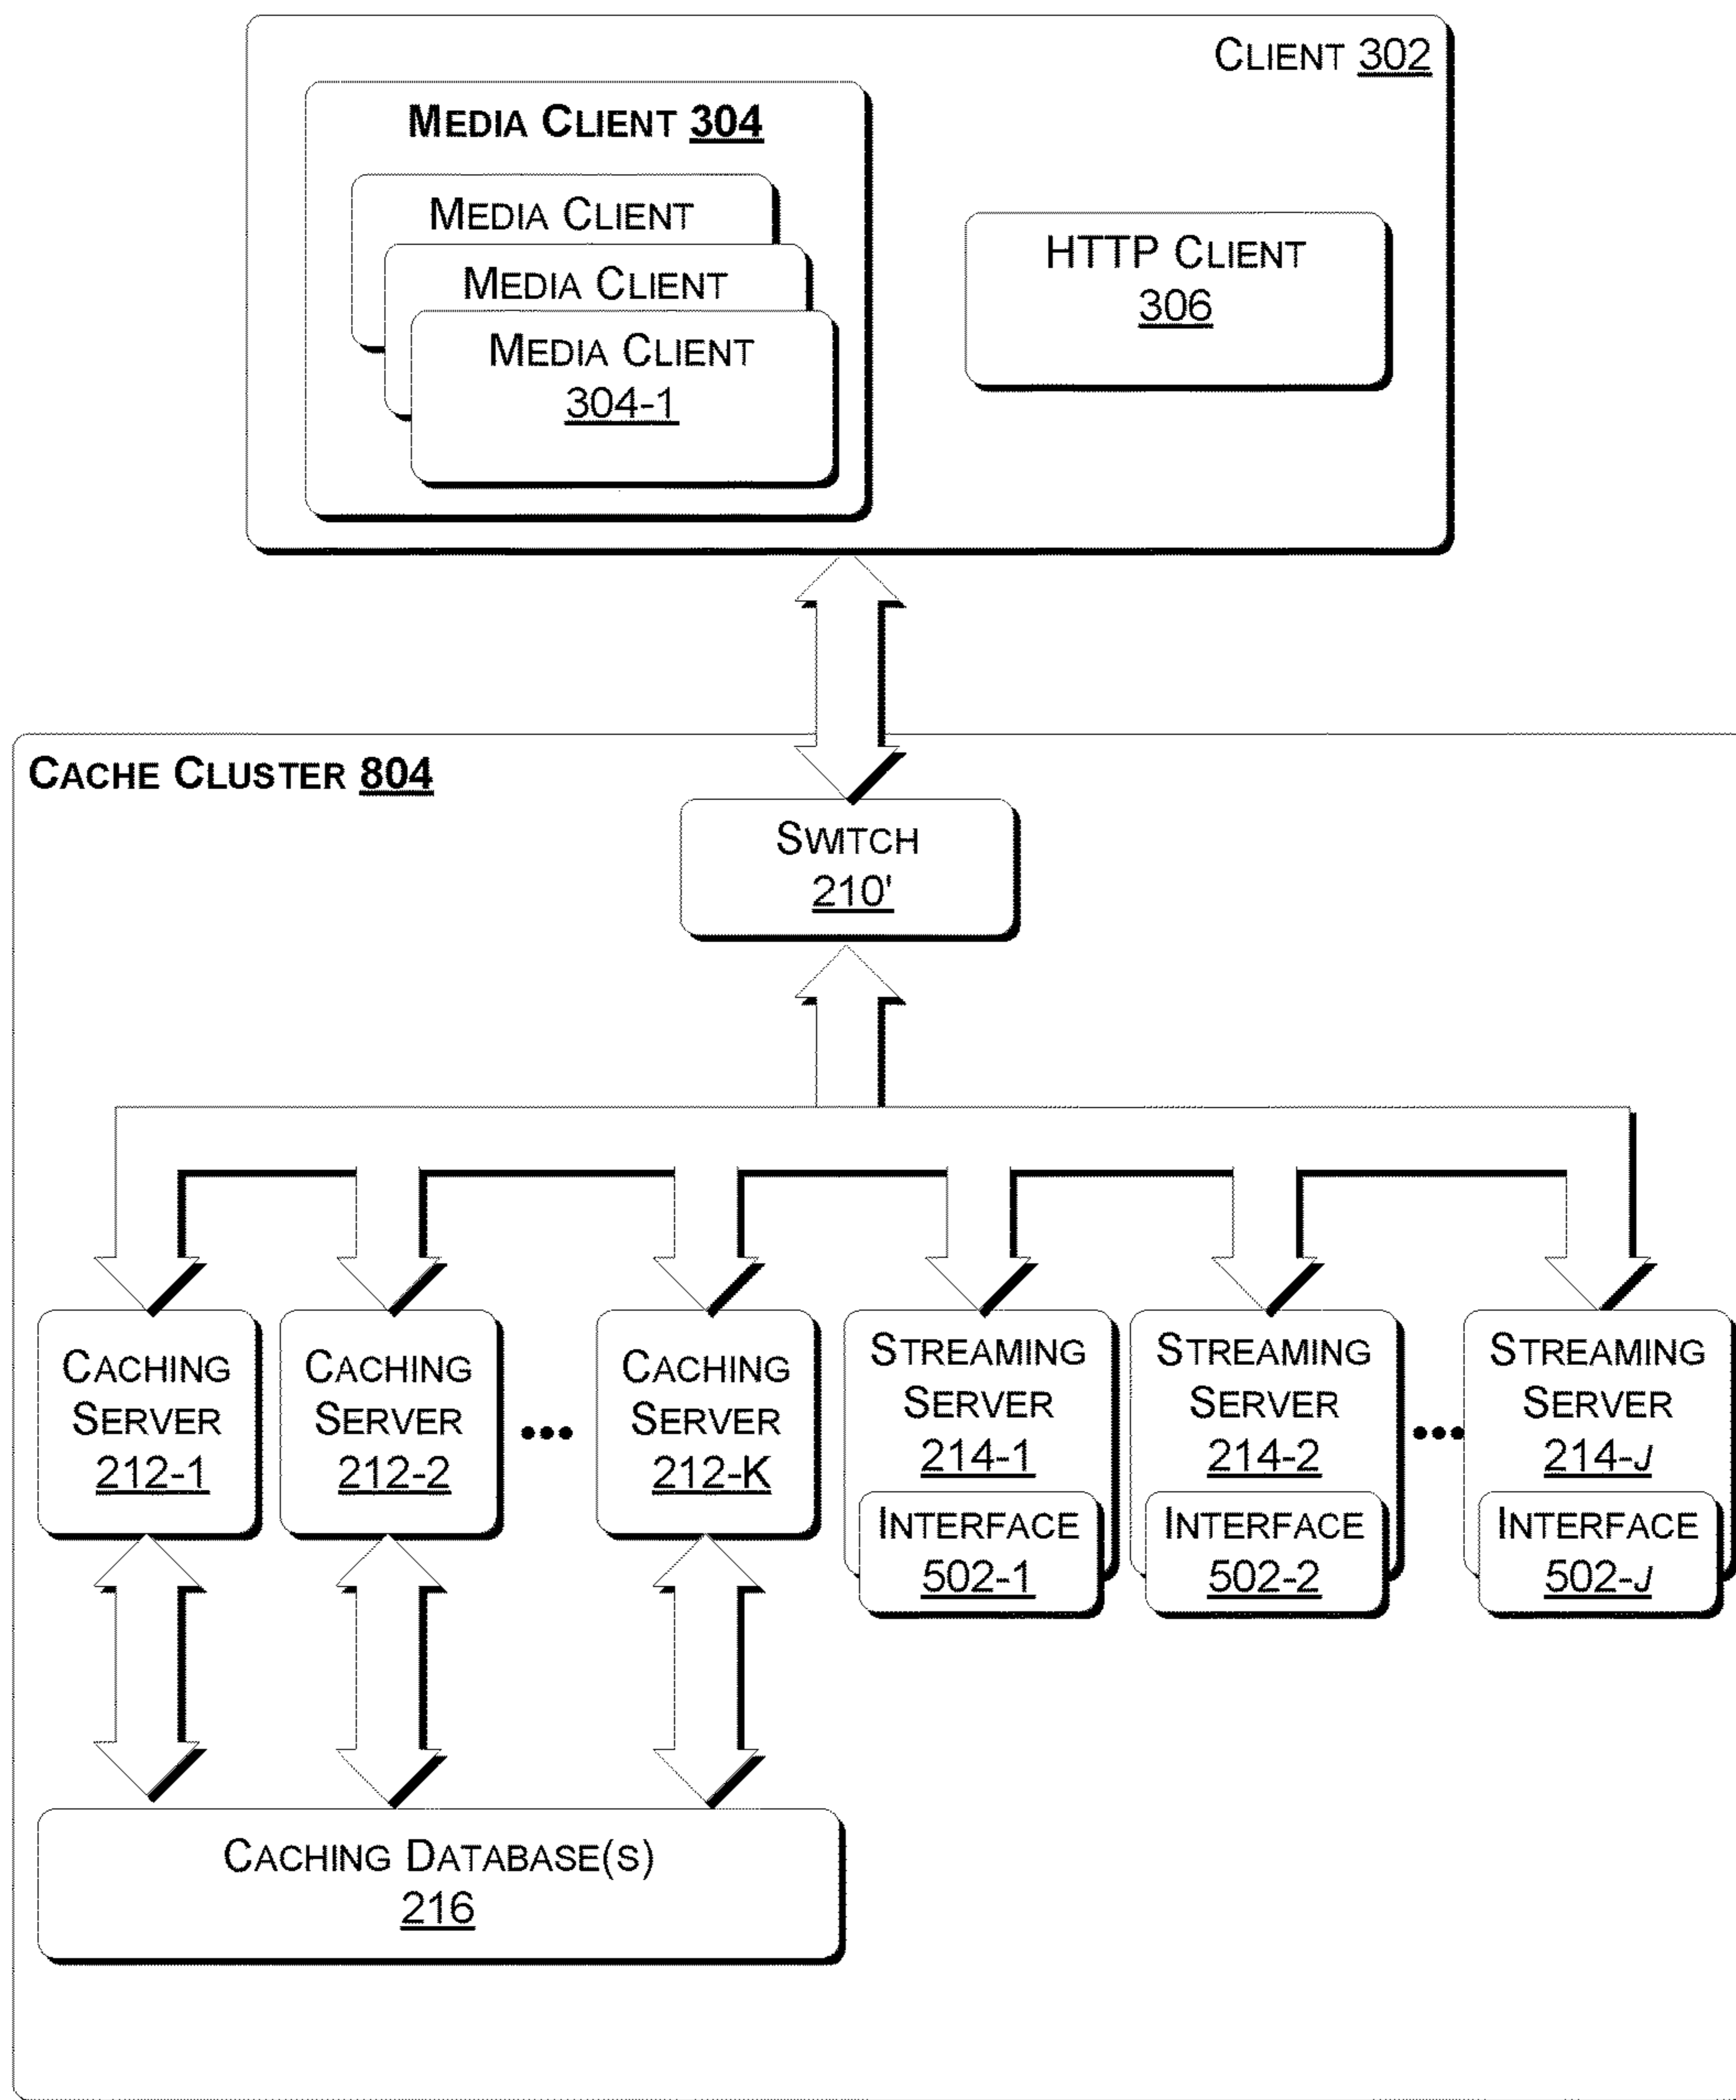 CLIENT 302
MEDIA CLIENT 304
MEDIA CLIENT
MEDIA CLIENT
MEDIA CLIENT
304-1
HTTP CLIENT
306
CACHE CLUSTER 804
SWITCH
210'
CACHING
SERVER
212-1
CACHING
SERVER
212-2
•••
CACHING
SERVER
212-K
STREAMING
SERVER
214-1
INTERFACE
502-1
STREAMING
SERVER
214-2
INTERFACE
502-2
•••
STREAMING
SERVER
214-J
INTERFACE
502-J
CACHING DATABASE(S)
216